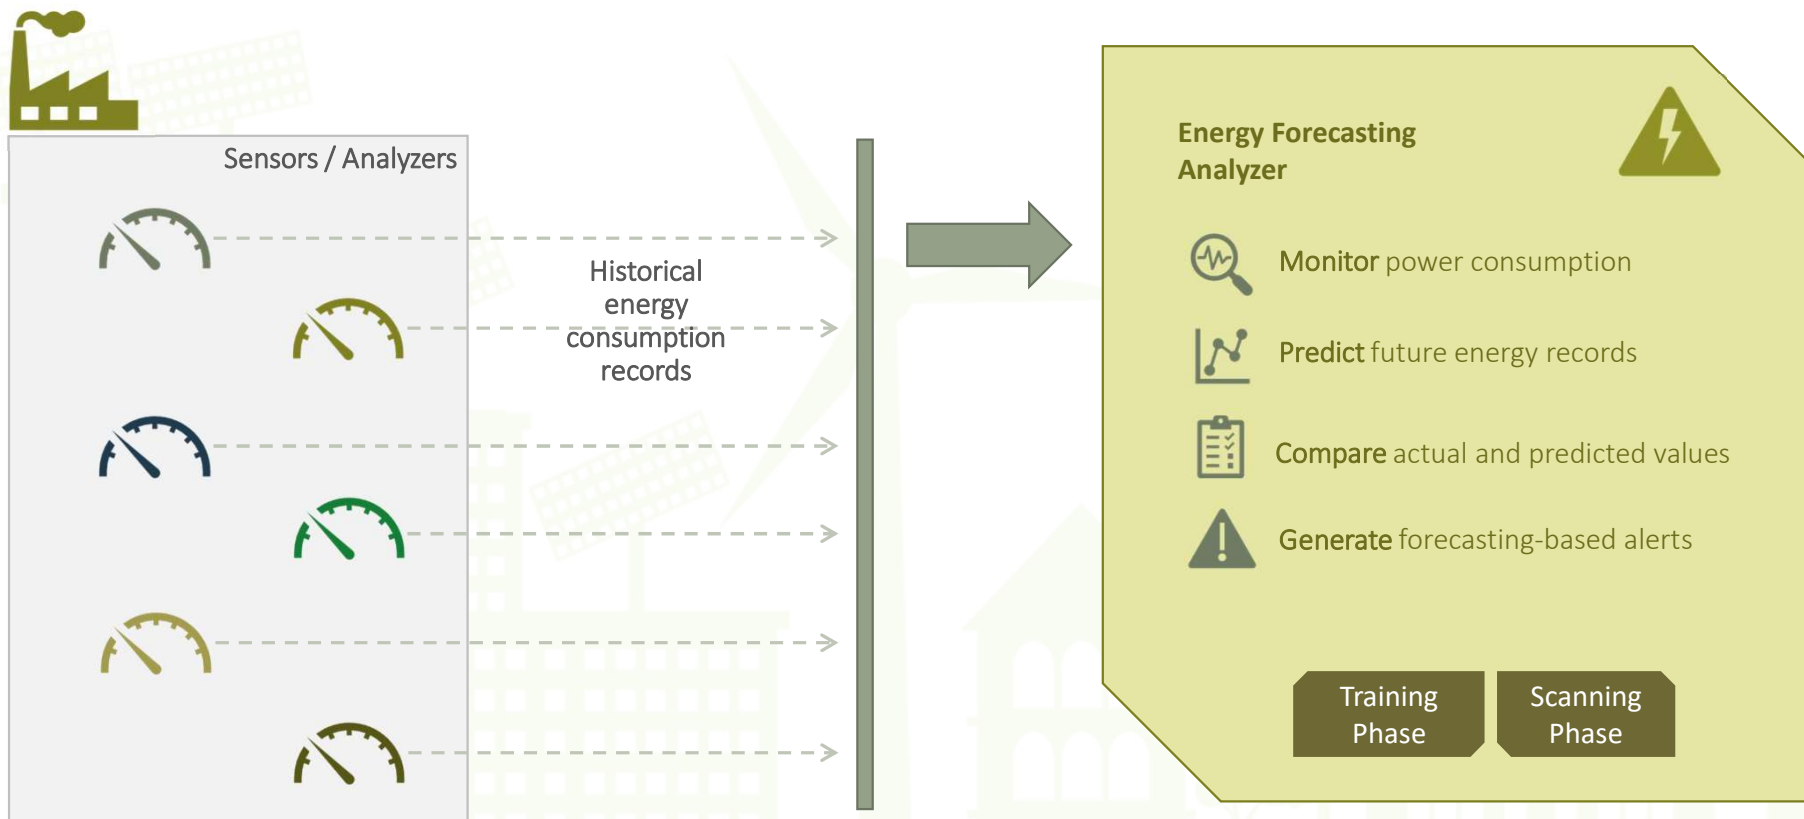 Sensors / Analyzers
Historical
energy
consumption
records
Energy Forecasting
Analyzer
Monitor power consumption
Predict future energy records
Compare actual and predicted values
Generate forecasting-based alerts
Training
Phase
Scanning
Phase